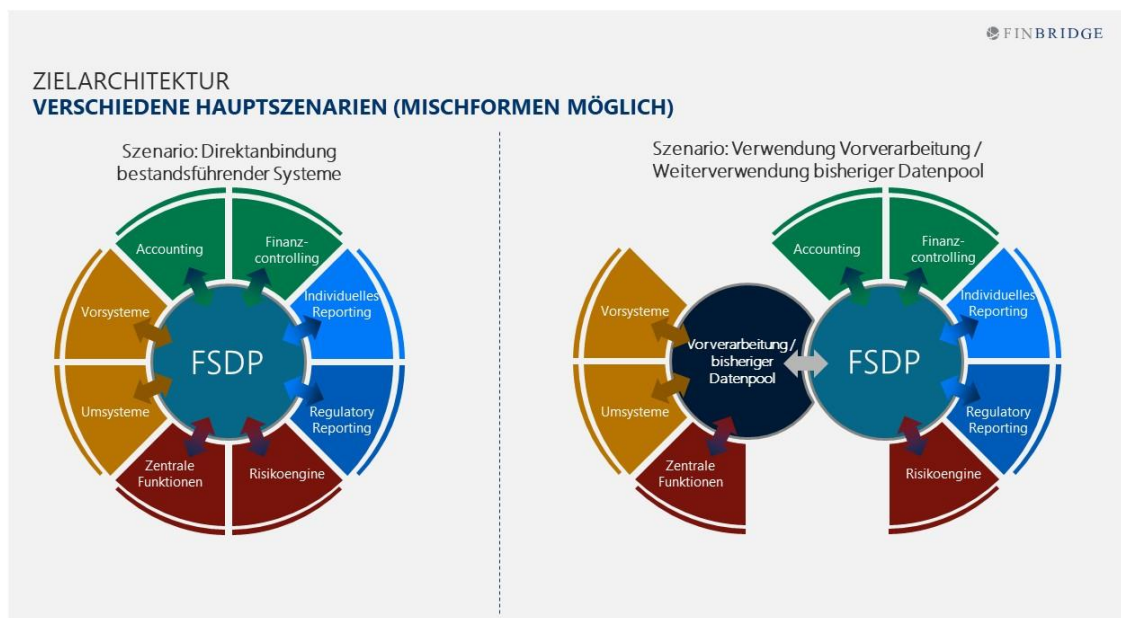 FINBRIDGE
ZIELARCHITEKTUR
VERSCHIEDENE HAUPTSZENARIEN (MISCHFORMEN MÖGLICH)
Szenario: Direktanbindung
bestandsführender Systeme
Accounting
Finanz-
controlling
Vorsysteme
Individuelles
Reporting
FSDP
Umsysteme
Regulatory
Reporting
Zentrale
Funktionen
Risikoengine
Szenario: Verwendung Vorverarbeitung /
Weiterverwendung bisheriger Datenpool
Accounting
Finanz-
controlling
Vorsysteme
Individuelles
Reporting
Vorverarbeitung /
bisheriger
Datenpool
FSDP
Umsysteme
Regulatory
Reporting
Zentrale
Funktionen
Risikoengine